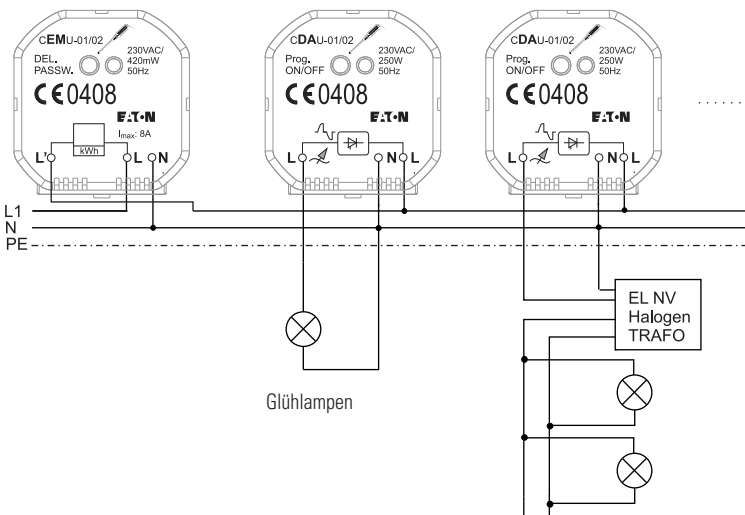 CEMU-01/02
DEL.
PASSW.
230VAC/
420mW
50Hz
CE0408
EATON
Imax: 8A
kWh
L' L N
CDAU-01/02
Prog.
ON/OFF
230VAC/
250W
50Hz
CE0408
EATON
L N L
CDAU-01/02
Prog.
ON/OFF
230VAC/
250W
50Hz
CE0408
EATON
L N L
L1
N
PE
EL NV
Halogen
TRAFO
Glühlampen